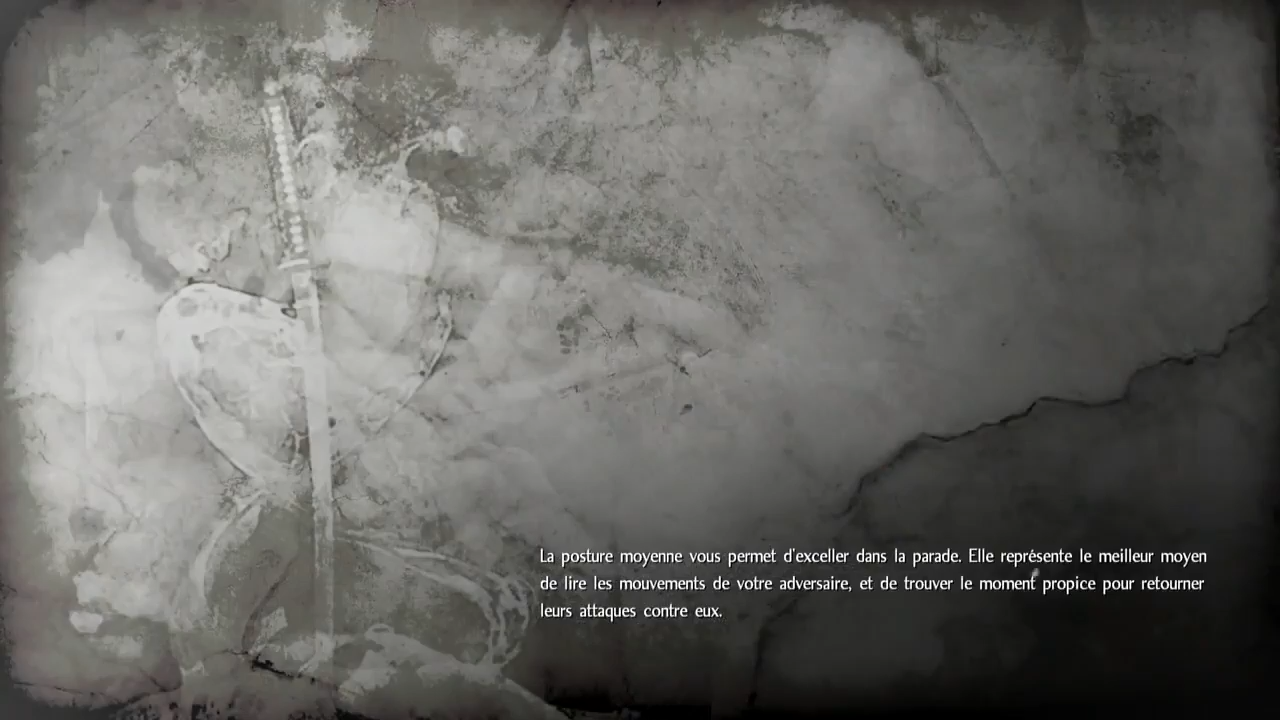 La posture moyenne vous permet d'exceller dans la parade. Elle représente le meilleur moyen
de lire les mouvements de votre adversaire, et de trouver le moment propice pour retourner
leurs attaques contre eux.